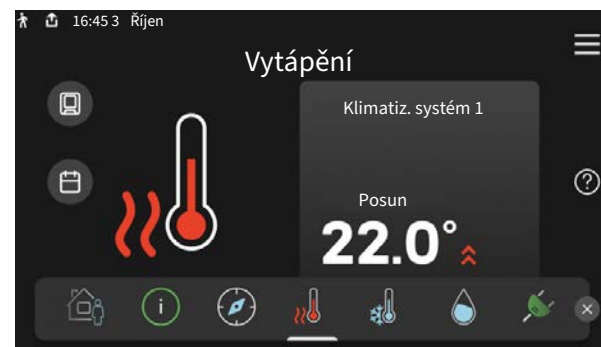 16:45 3 Říjen
Vytápění
Klimatiz. systém 1
Posun
22.0°